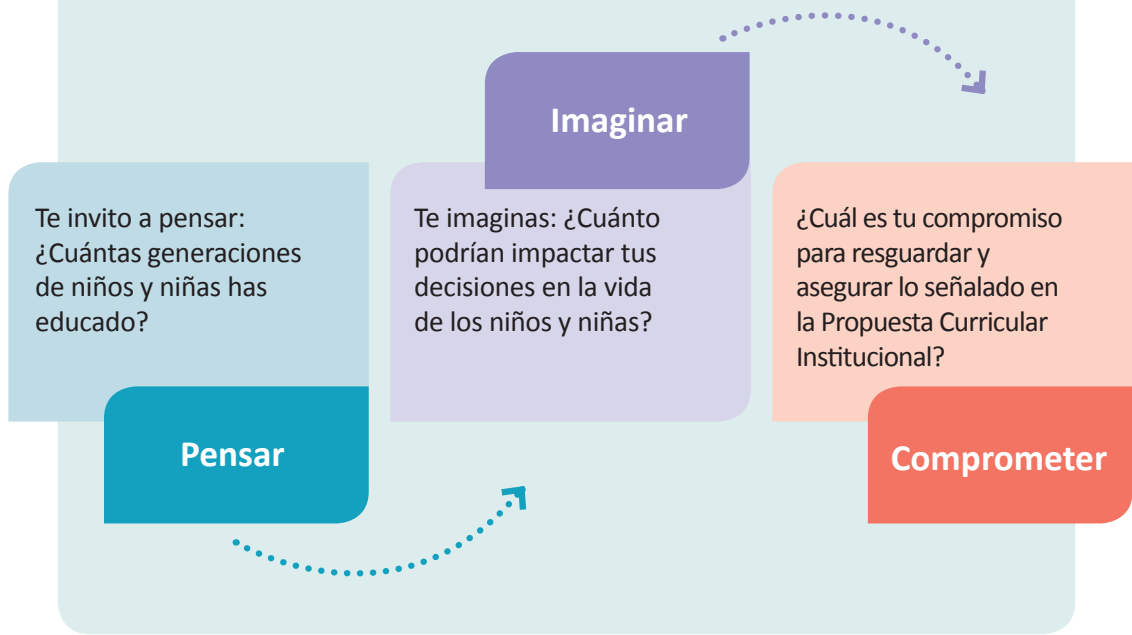 Te invito a pensar:
¿Cuántas generaciones
de niños y niñas has
educado?
Pensar
Imaginar
Te imaginas: ¿Cuánto
podrían impactar tus
decisiones en la vida
de los niños y niñas?
¿Cuál es tu compromiso
para resguardar y
asegurar lo señalado en
la Propuesta Curricular
Institucional?
Comprometer